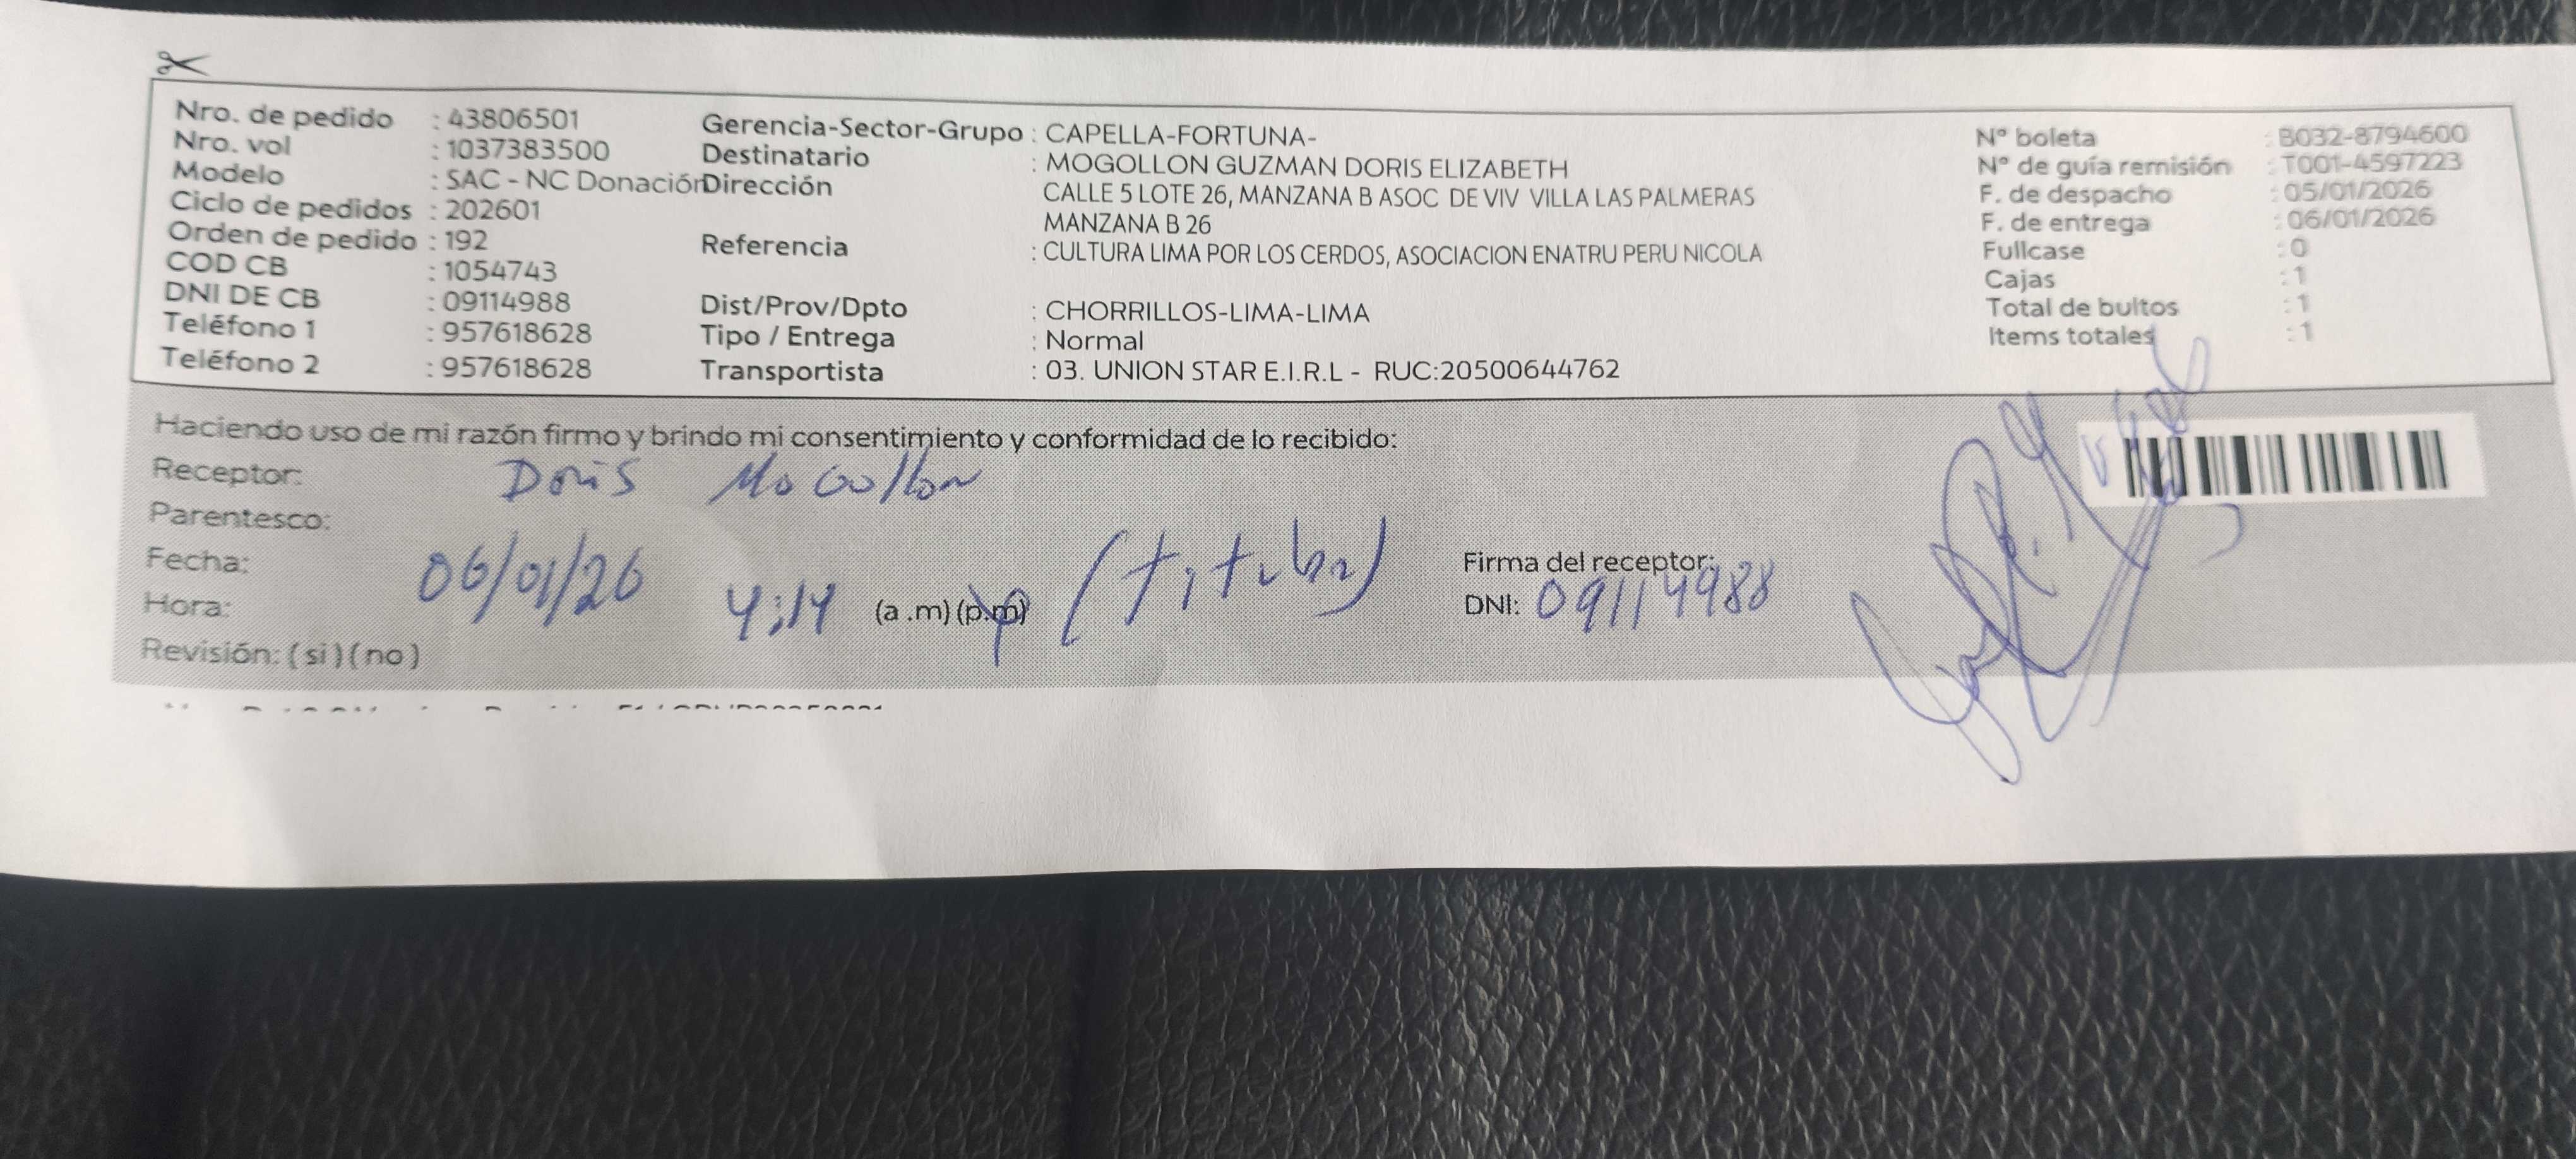 Nro. de pedido : 43806501
Nro. vol : 1037383500
Modelo : SAC - NC Donación
Ciclo de pedidos : 202601
Orden de pedido : 192
COD CB : 1054743
DNI DE CB : 09114988
Teléfono 1 : 957618628
Teléfono 2 : 957618628
Gerencia-Sector-Grupo : CAPELLA-FORTUNA-
Destinatario : MOGOLLON GUZMAN DORIS ELIZABETH
Dirección CALLE 5 LOTE 26, MANZANA B ASOC DE VIV VILLA LAS PALMERAS
MANZANA B 26
Referencia : CULTURA LIMA POR LOS CERDOS, ASOCIACION ENATRU PERU NICOLA
Dist/Prov/Dpto : CHORRILLOS-LIMA-LIMA
Tipo / Entrega : Normal
Transportista : 03. UNION STAR E.I.R.L - RUC:20500644762
N° boleta : B032-8794600
N° de guía remisión : T001-4597223
F. de despacho : 05/01/2026
F. de entrega : 06/01/2026
Fullcase : 0
Cajas : 1
Total de bultos : 1
Items totales : 1
Haciendo uso de mi razón firmo y brindo mi consentimiento y conformidad de lo recibido:
Receptor: Doris Mogollon
Parentesco:
Fecha: 06/01/26
Hora: 4:14 (a .m) (p.m)
Firma del receptor:
DNI: 09114988
Revisión: ( si ) ( no )